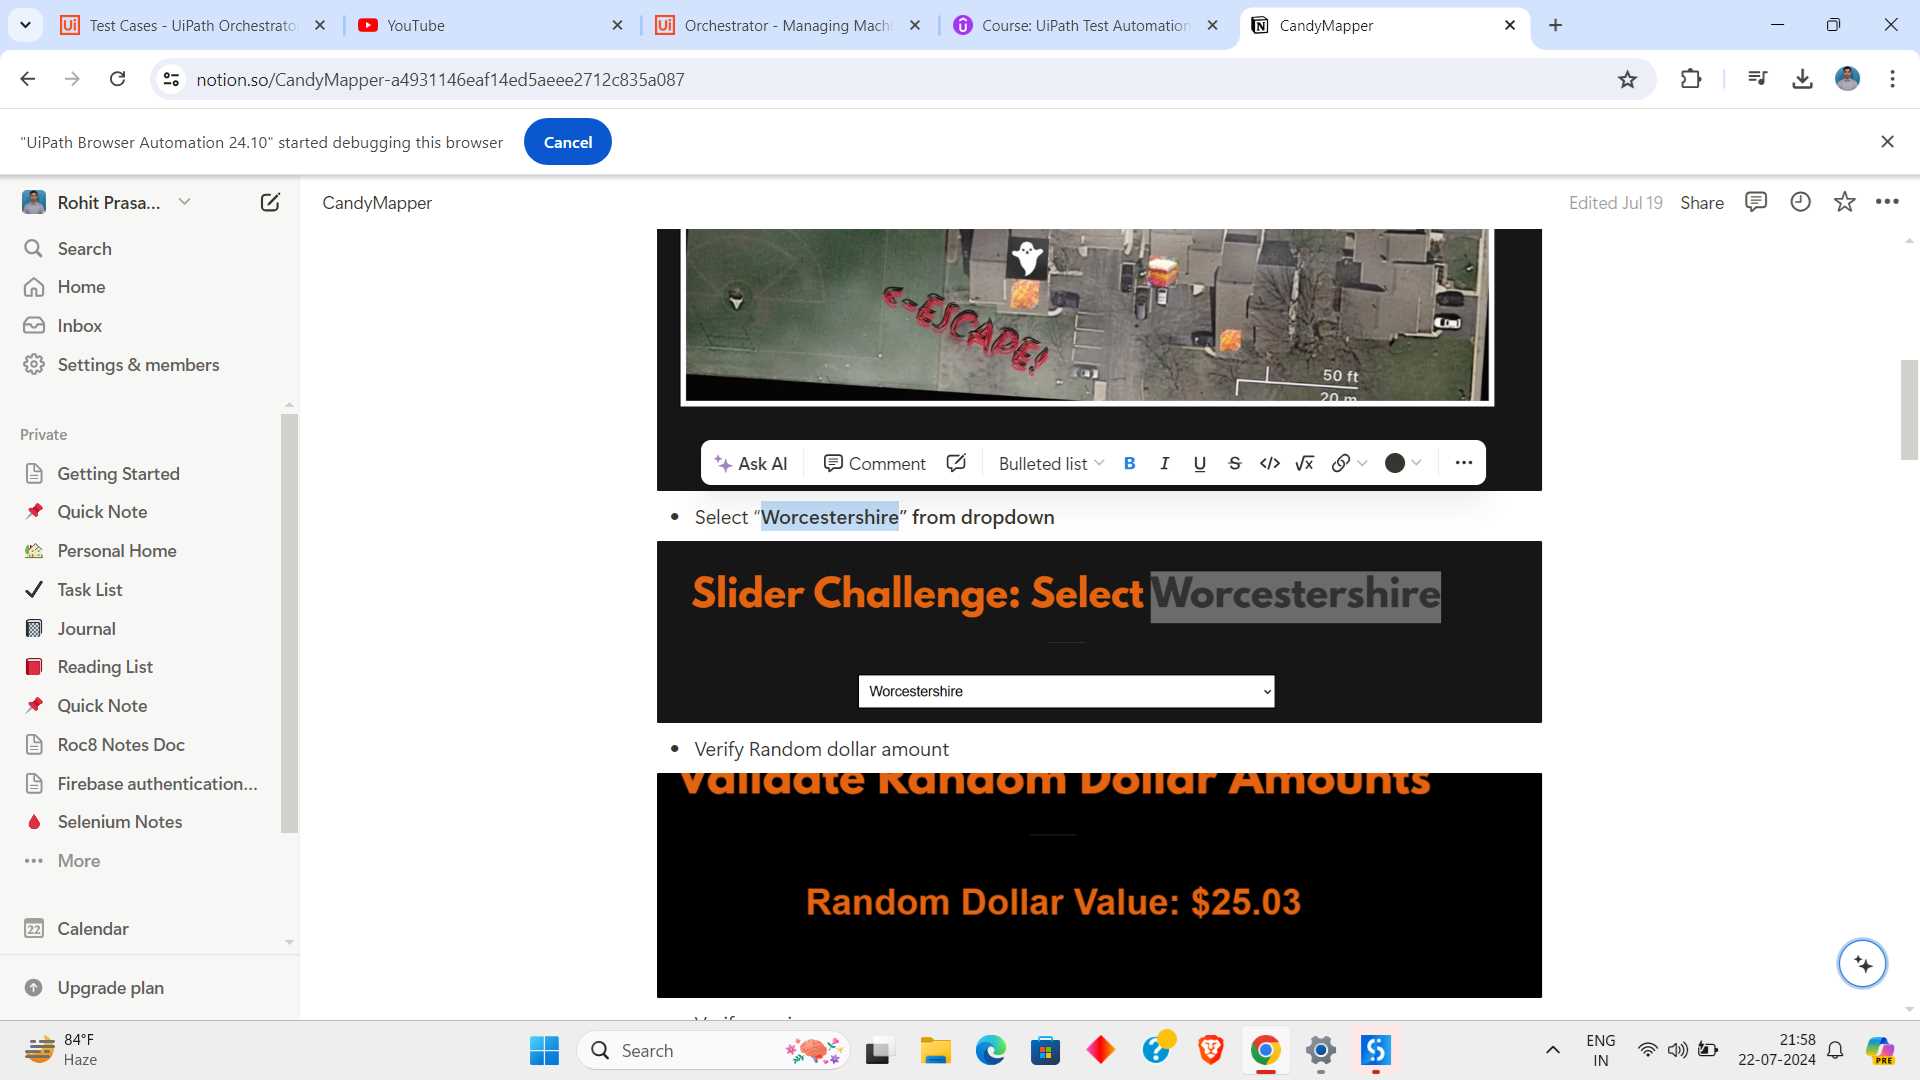 Test Cases - UiPath Orchestrato
YouTube
Orchestrator - Managing Mach
Course: UiPath Test Automation
CandyMapper
notion.so/CandyMapper-a4931146eaf14ed5aeee2712c835a087
"UiPath Browser Automation 24.10" started debugging this browser
Cancel
Rohit Prasa...
CandyMapper
Edited Jul 19
Share
Search
Home
Inbox
Settings & members
Private
Getting Started
Quick Note
Personal Home
Task List
Journal
Reading List
Quick Note
Roc8 Notes Doc
Firebase authentication...
Selenium Notes
More
Calendar
Upgrade plan
<-ESCAPE!
50 ft
20 m
Ask AI
Comment
Bulleted list
B I U S </> √x
• Select “Worcestershire” from dropdown
Slider Challenge: Select Worcestershire
Worcestershire
• Verify Random dollar amount
Validate Random Dollar Amounts
Random Dollar Value: $25.03
84°F
Haze
Search
ENG
IN
21:58
22-07-2024
PRE